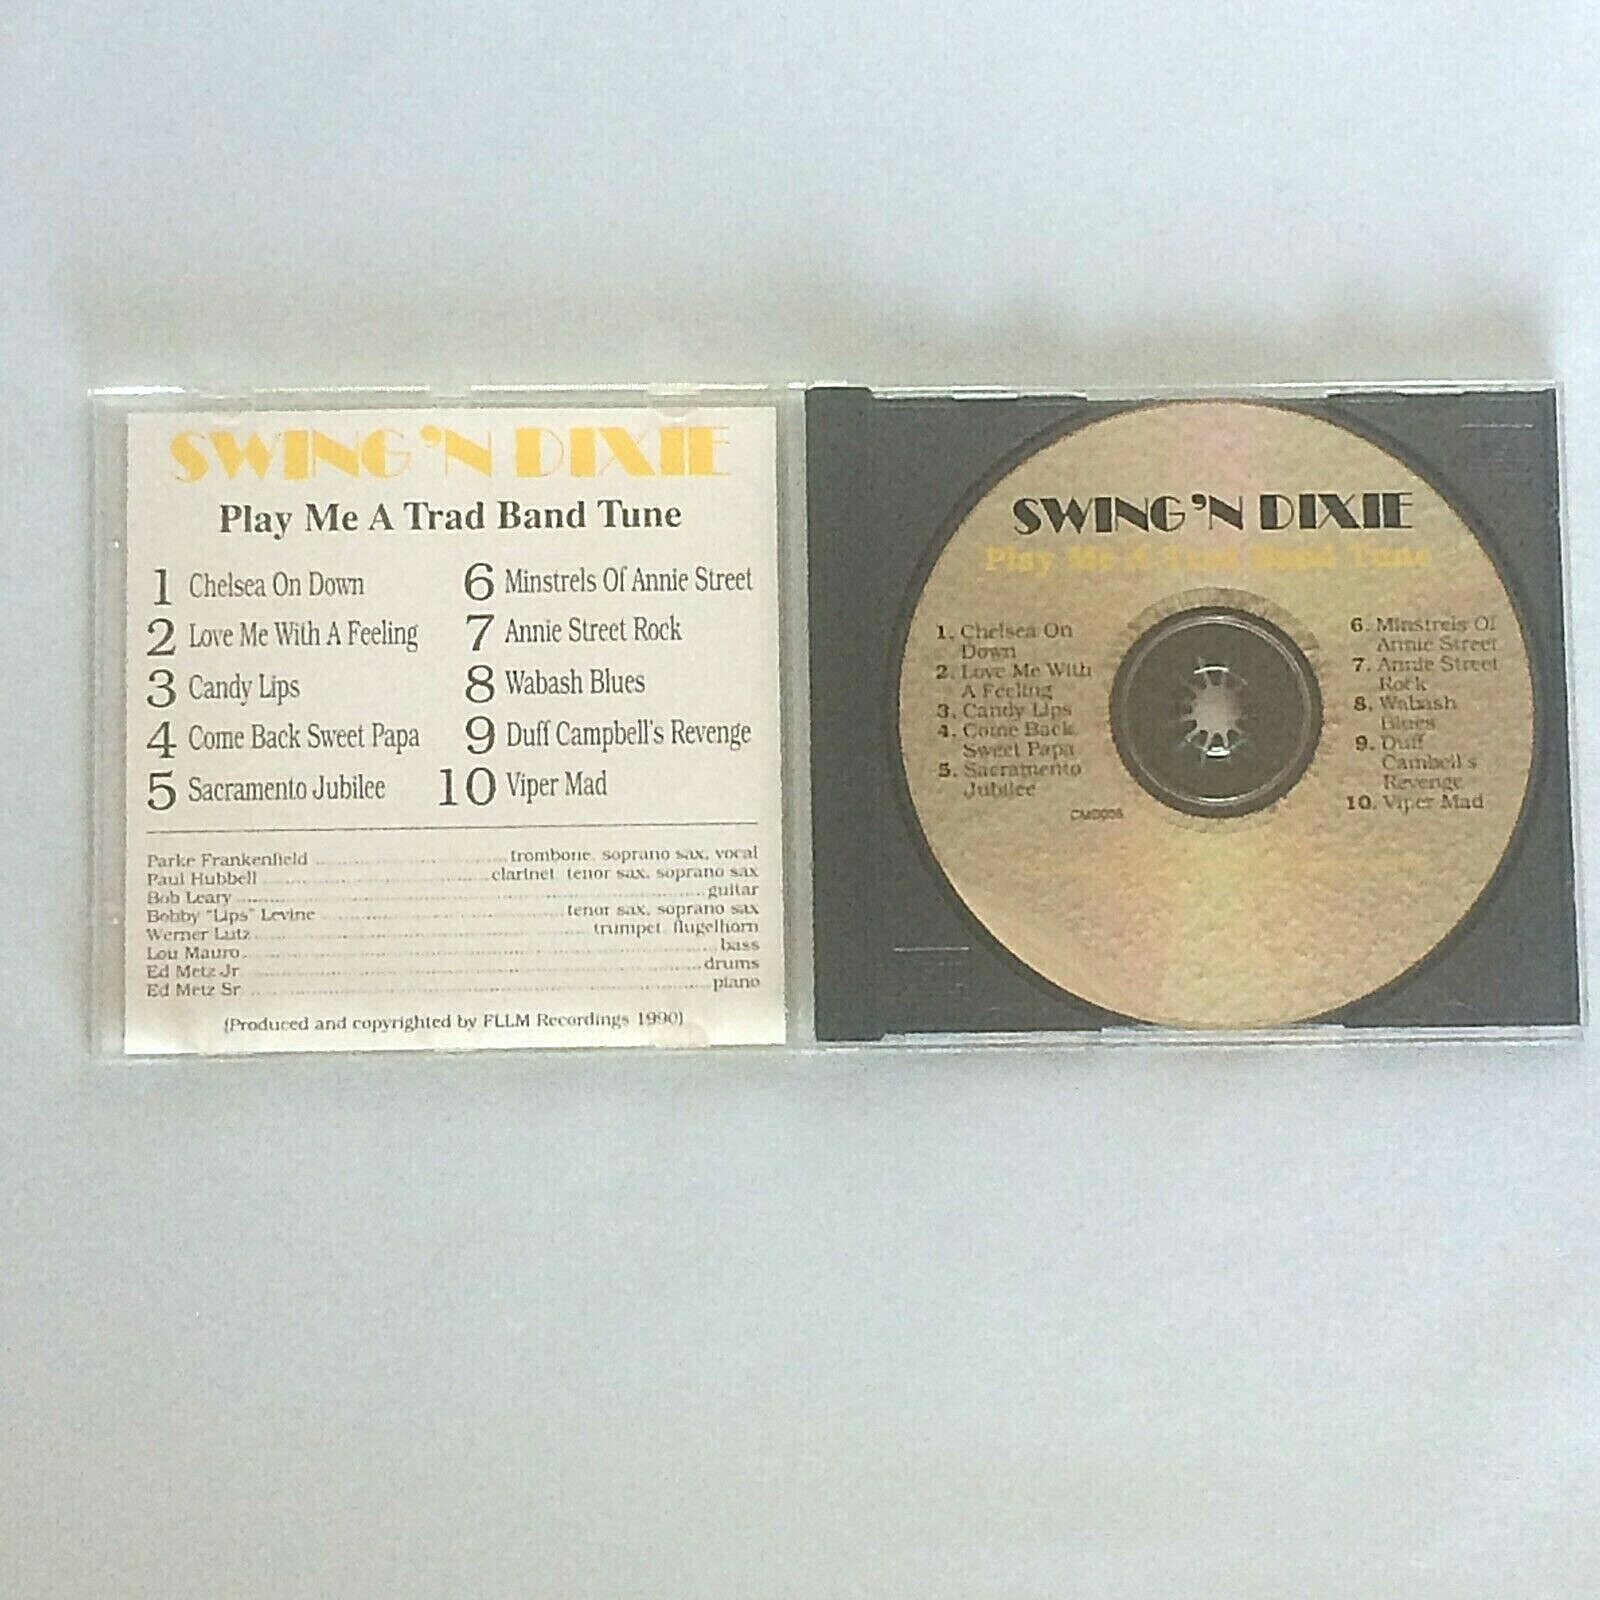 SWING 'N DIXIE
Play Me A Trad Band Tune
1 Chelsea On Down
2 Love Me With A Feeling
3 Candy Lips
4 Come Back Sweet Papa
5 Sacramento Jubilee
6 Minstrels Of Annie Street
7 Annie Street Rock
8 Wabash Blues
9 Duff Campbell's Revenge
10 Viper Mad
Parke Frankenfield trombone, soprano sax, vocal
Paul Hubbell clarinet, tenor sax, soprano sax
Bob Leary guitar
Bobby "Lips" Levine tenor sax, soprano sax
Werner Lutz trumpet, flugelhorn
Lou Mauro bass
Ed Metz Jr. drums
Ed Metz Sr. piano
(Produced and copyrighted by FLLM Recordings 1990)
SWING 'N DIXIE
Play Me A Trad Band Tune
1. Chelsea On
Down
2. Love Me With
A Feeling
3. Candy Lips
4. Come Back
Sweet Papa
5. Sacramento
Jubilee
6. Minstrels Of
Annie Street
7. Annie Street
Rock
8. Wabash
Blues
9. Duff
Cambell's
Revenge
10. Viper Mad